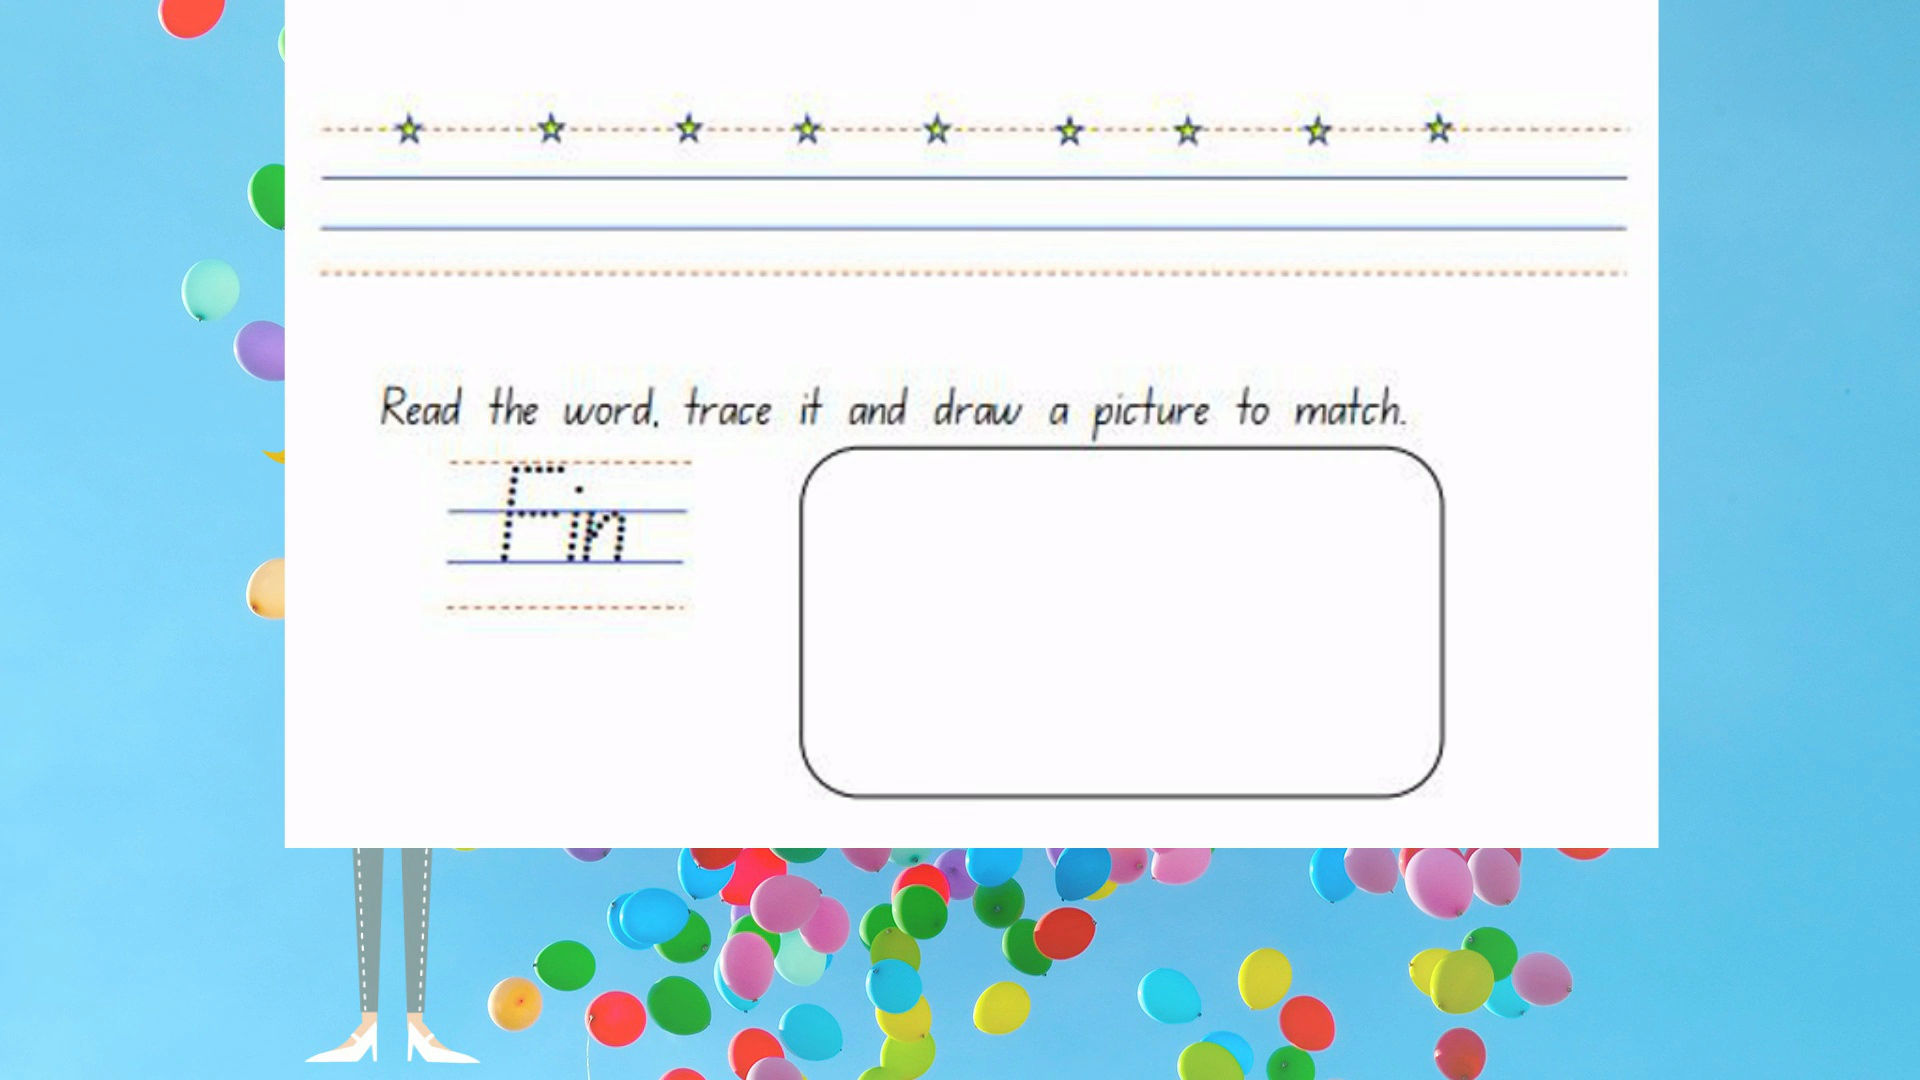 Read the word, trace it and draw a picture to match.
Fin